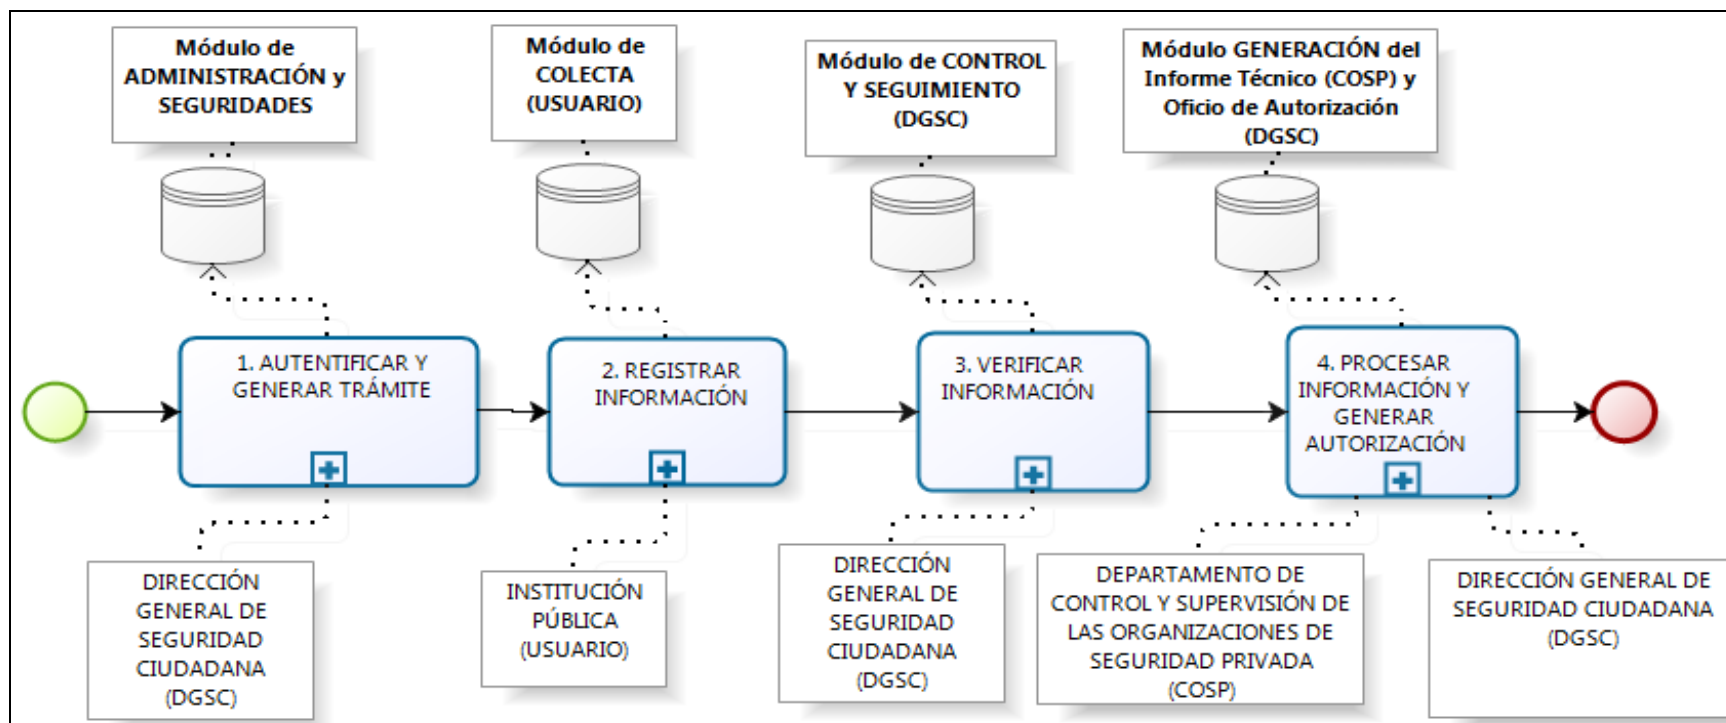 Módulo de
ADMINISTRACIÓN y
SEGURIDADES
Módulo de
COLECTA
(USUARIO)
Módulo de CONTROL
Y SEGUIMIENTO
(DGSC)
Módulo GENERACIÓN del
Informe Técnico (COSP) y
Oficio de Autorización
(DGSC)
1. AUTENTIFICAR Y
GENERAR TRÁMITE
2. REGISTRAR
INFORMACIÓN
3. VERIFICAR
INFORMACIÓN
4. PROCESAR
INFORMACIÓN Y
GENERAR
AUTORIZACIÓN
DIRECCIÓN
GENERAL DE
SEGURIDAD
CIUDADANA
(DGSC)
INSTITUCIÓN
PÚBLICA
(USUARIO)
DIRECCIÓN
GENERAL DE
SEGURIDAD
CIUDADANA
(DGSC)
DEPARTAMENTO DE
CONTROL Y SUPERVISIÓN DE
LAS ORGANIZACIONES DE
SEGURIDAD PRIVADA
(COSP)
DIRECCIÓN GENERAL DE
SEGURIDAD CIUDADANA
(DGSC)